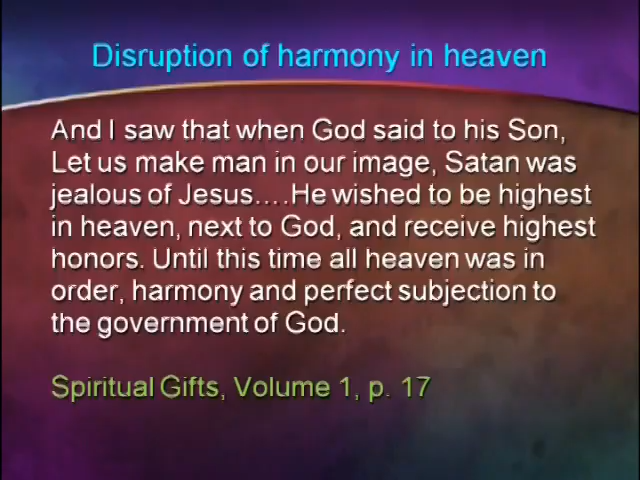 Disruption of harmony in heaven
And I saw that when God said to his Son,
Let us make man in our image, Satan was
jealous of Jesus....He wished to be highest
in heaven, next to God, and receive highest
honors. Until this time all heaven was in
order, harmony and perfect subjection to
the government of God.
Spiritual Gifts, Volume 1, p. 17